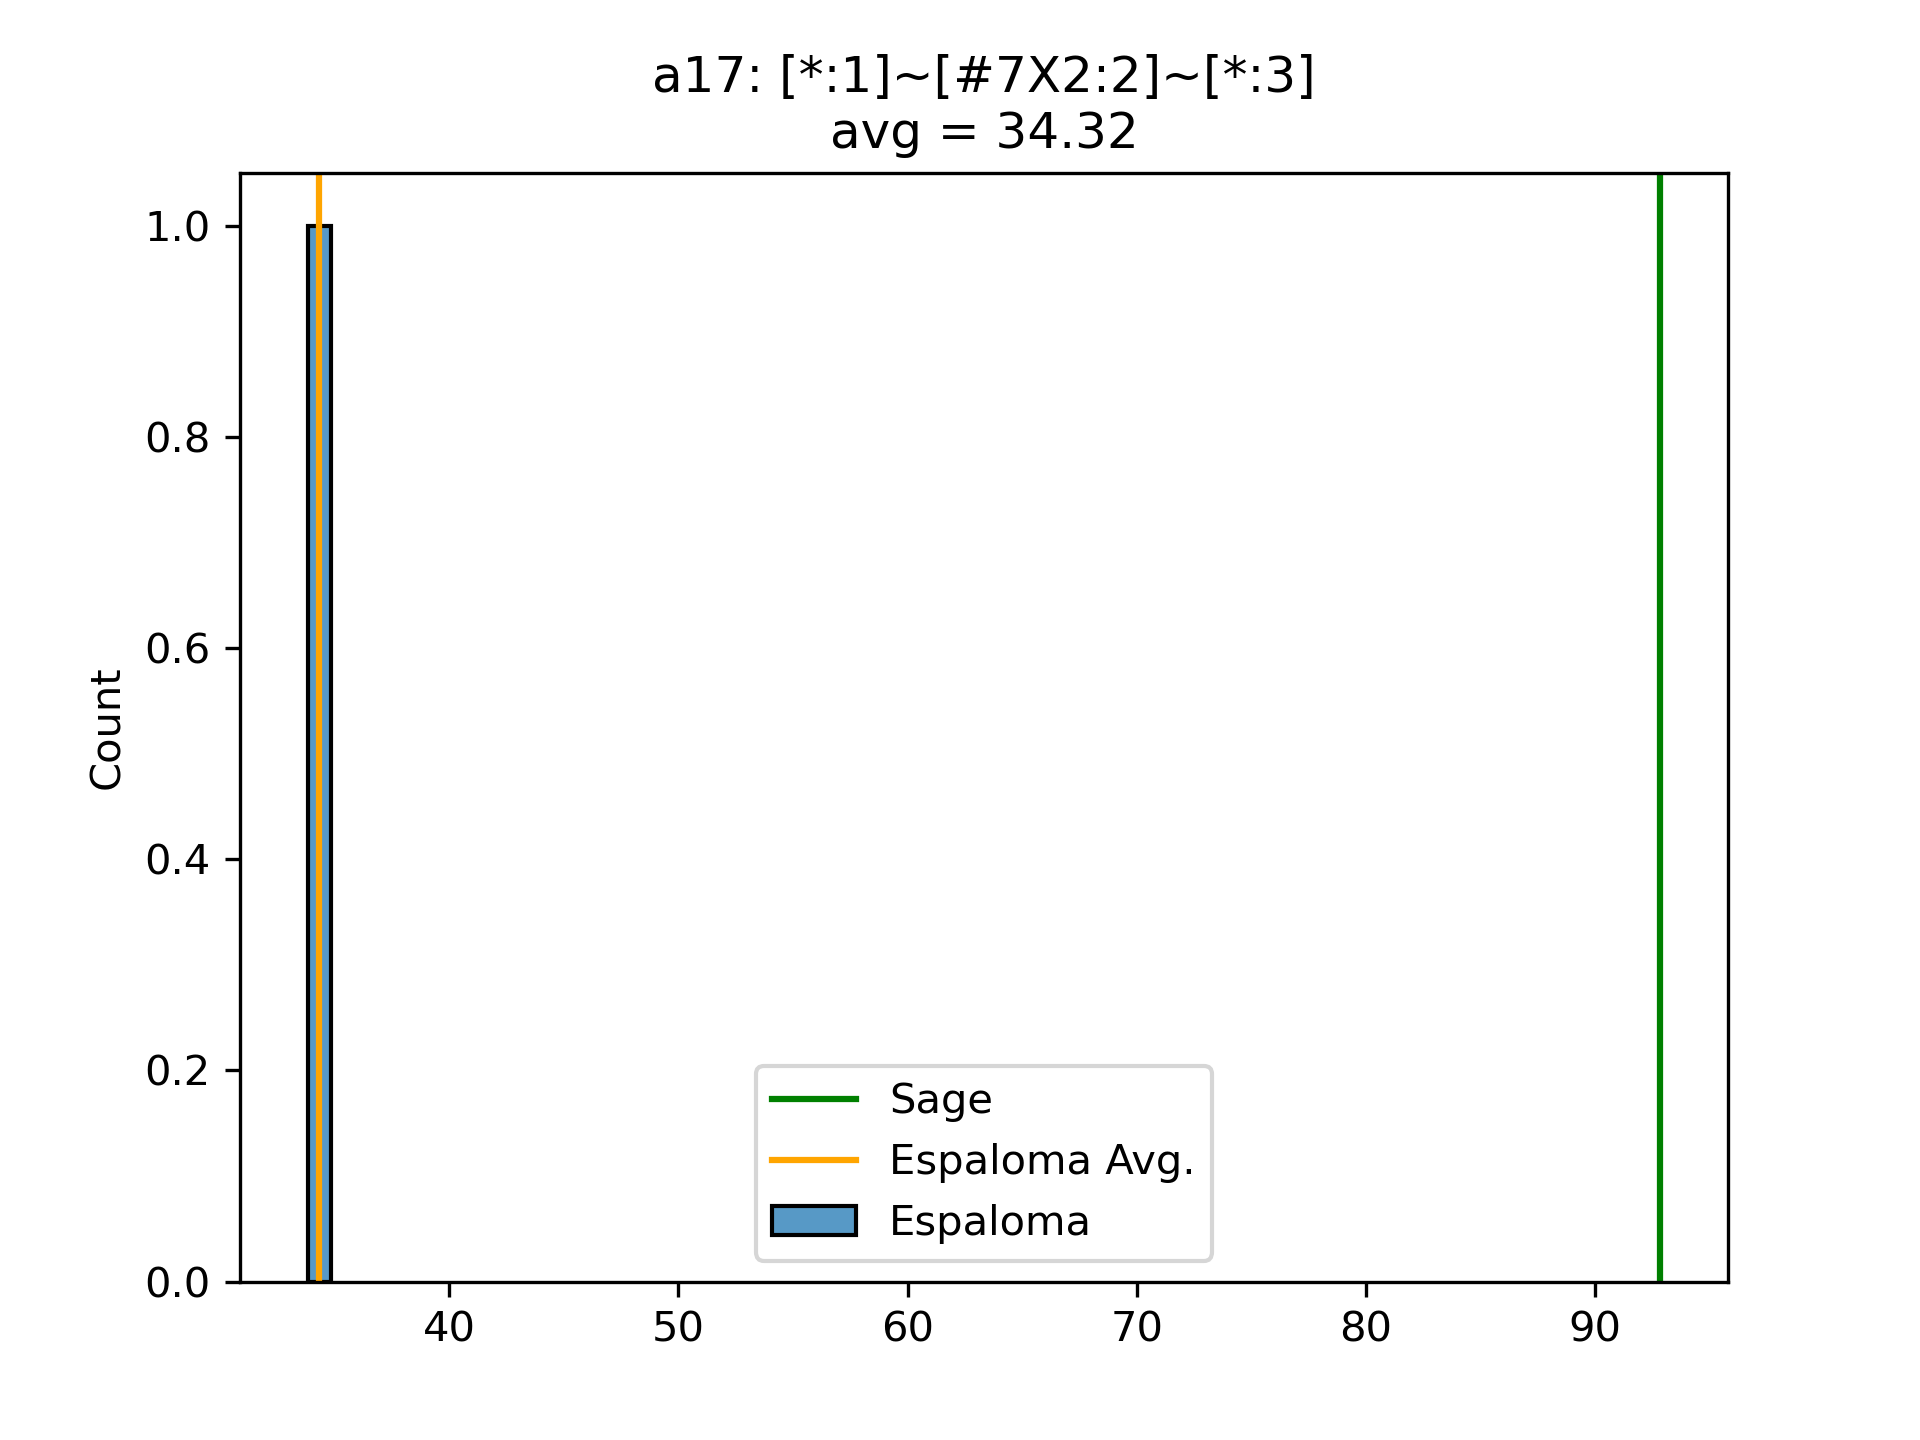 a17: [*:1]~[#7X2:2]~[*:3]
avg = 34.32
Count
1.0
0.8
0.6
0.4
0.2
0.0
40 50 60 70 80 90
Sage
Espaloma Avg.
Espaloma